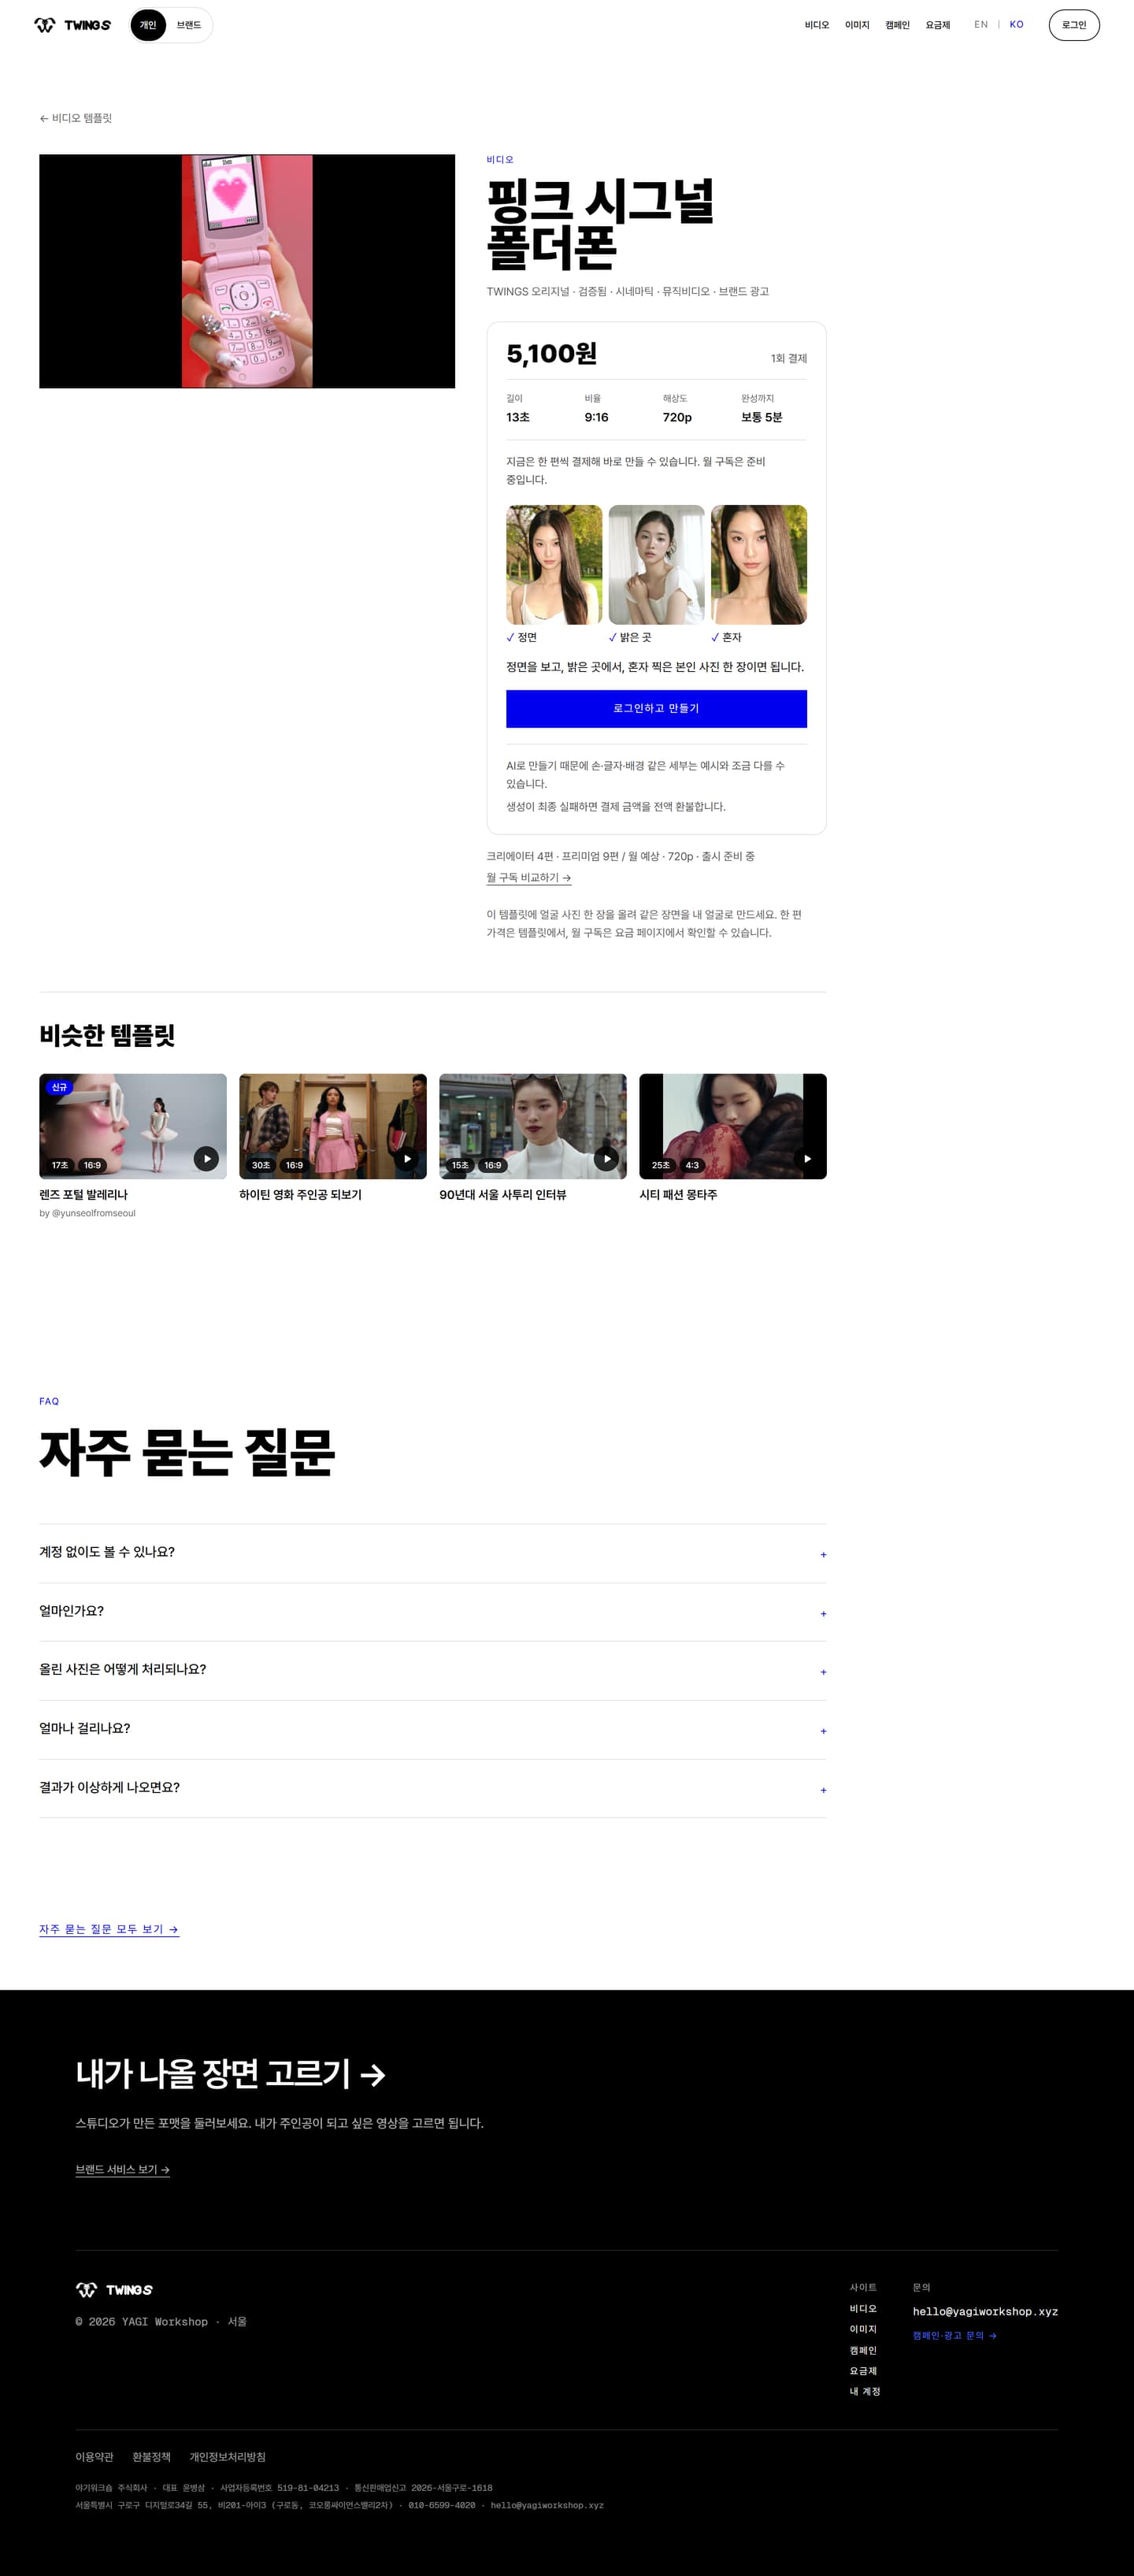 TWINGS
개인
브랜드
비디오
이미지
캠페인
요금제
EN | KO
로그인
← 비디오 템플릿
비디오
핑크 시그널
폴더폰
TWINGS 오리지널 · 검증됨 · 시네마틱 · 뮤직비디오 · 브랜드 광고
5,100원
1회 결제
길이
비율
해상도
완성까지
13초
9:16
720p
보통 5분
지금은 한 편씩 결제해 바로 만들 수 있습니다. 월 구독은 준비
중입니다.
✓ 정면
✓ 밝은 곳
✓ 혼자
정면을 보고, 밝은 곳에서, 혼자 찍은 본인 사진 한 장이면 됩니다.
로그인하고 만들기
AI로 만들기 때문에 손·글자·배경 같은 세부는 예시와 조금 다를 수
있습니다.
생성이 최종 실패하면 결제 금액을 전액 환불합니다.
크리에이터 4편 · 프리미엄 9편 / 월 예상 · 720p · 출시 준비 중
월 구독 비교하기 →
이 템플릿에 얼굴 사진 한 장을 올려 같은 장면을 내 얼굴로 만드세요. 한 편
가격은 템플릿에서, 월 구독은 요금 페이지에서 확인할 수 있습니다.
비슷한 템플릿
신규
17초
16:9
30초
16:9
15초
16:9
25초
4:3
렌즈 포털 발레리나
하이틴 영화 주인공 되보기
90년대 서울 사투리 인터뷰
시티 패션 몽타주
by @yunseolfromseoul
FAQ
자주 묻는 질문
계정 없이도 볼 수 있나요?
+
얼마인가요?
+
올린 사진은 어떻게 처리되나요?
+
얼마나 걸리나요?
+
결과가 이상하게 나오면요?
+
자주 묻는 질문 모두 보기 →
내가 나올 장면 고르기 →
스튜디오가 만든 포맷을 둘러보세요. 내가 주인공이 되고 싶은 영상을 고르면 됩니다.
브랜드 서비스 보기 →
TWINGS
© 2026 YAGI Workshop · 서울
사이트
비디오
이미지
캠페인
요금제
내 계정
문의
hello@yagiworkshop.xyz
캠페인·광고 문의 →
이용약관
환불정책
개인정보처리방침
야기워크숍 주식회사 · 대표 윤병삼 · 사업자등록번호 519-81-04213 · 통신판매업신고 2026-서울구로-1618
서울특별시 구로구 디지털로34길 55, 비201-아이3 (구로동, 코오롱싸이언스밸리2차) · 010-6599-4020 · hello@yagiworkshop.xyz